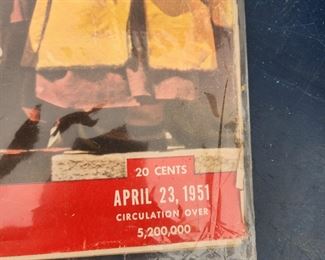 20 CENTS
APRIL 23, 1951
CIRCULATION OVER
5,200,000